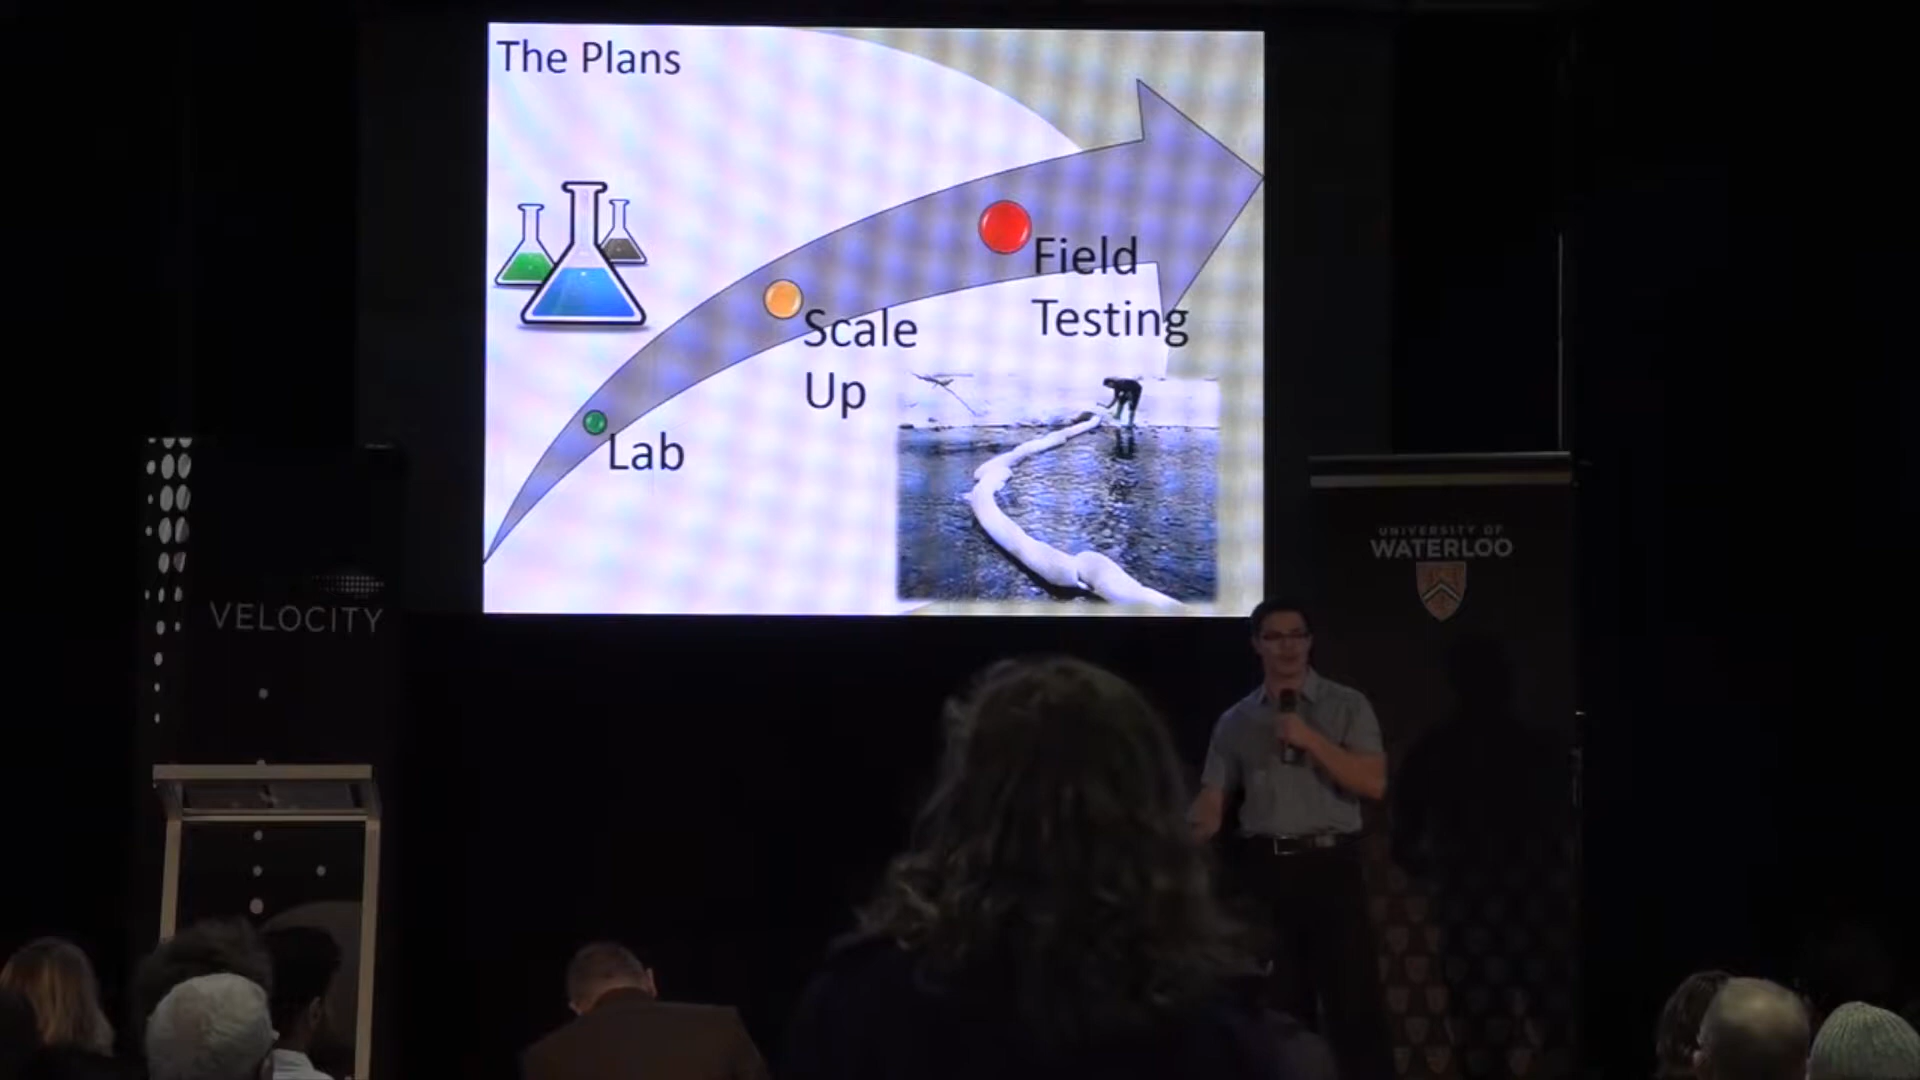 The Plans
Field
Testing
Scale
Up
Lab
VELOCITY
UNIVERSITY OF
WATERLOO